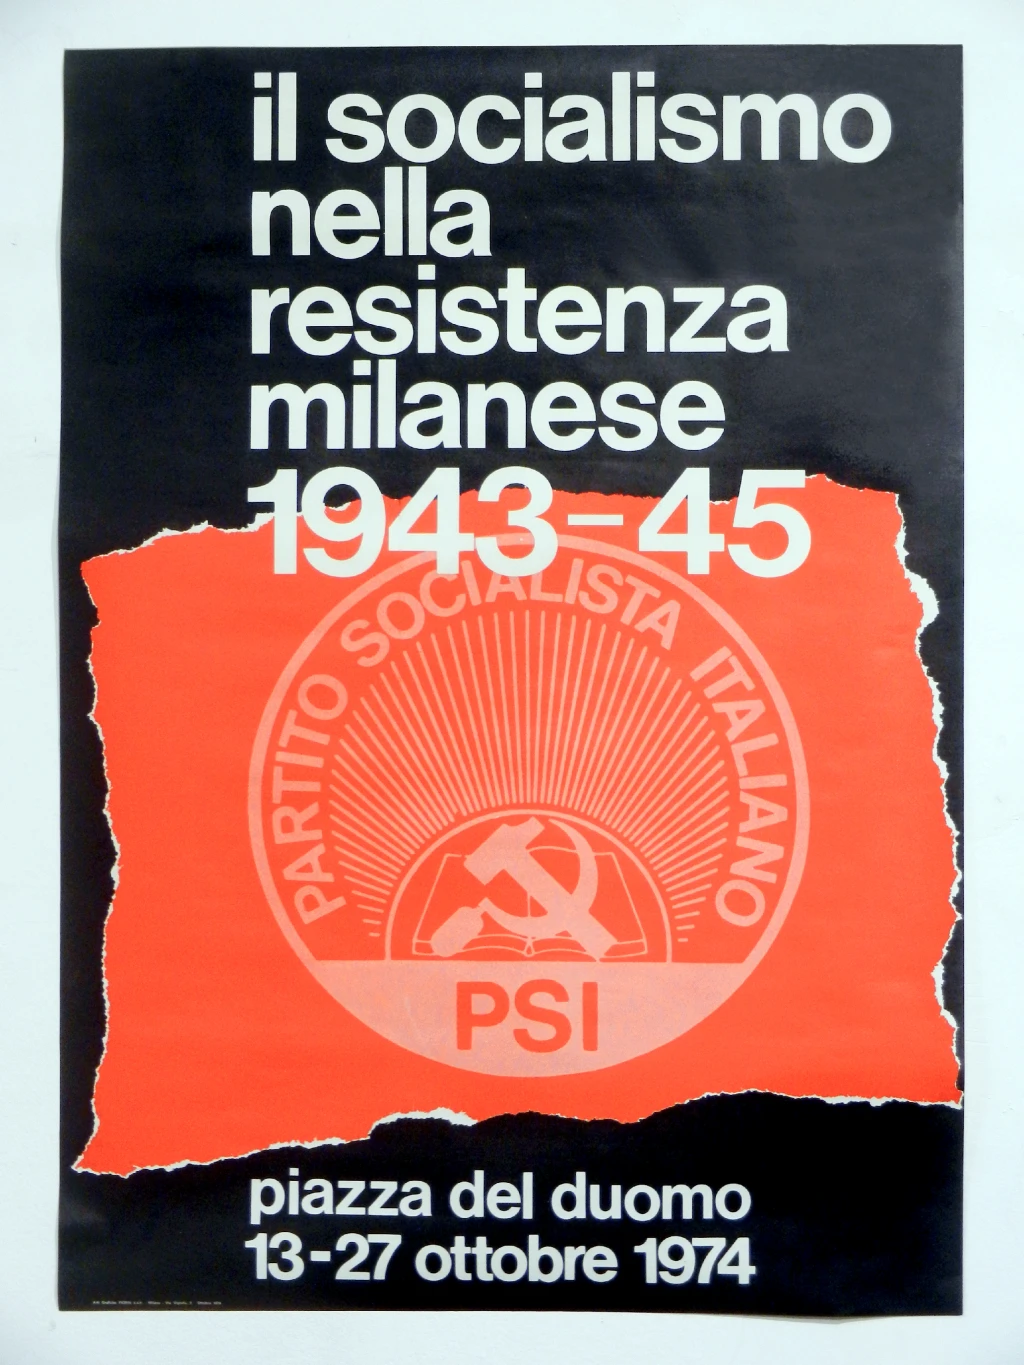 il socialismo
nella
resistenza
milanese
1943-45
PARTITO SOCIALISTA ITALIANO
PSI
piazza del duomo
13-27 ottobre 1974